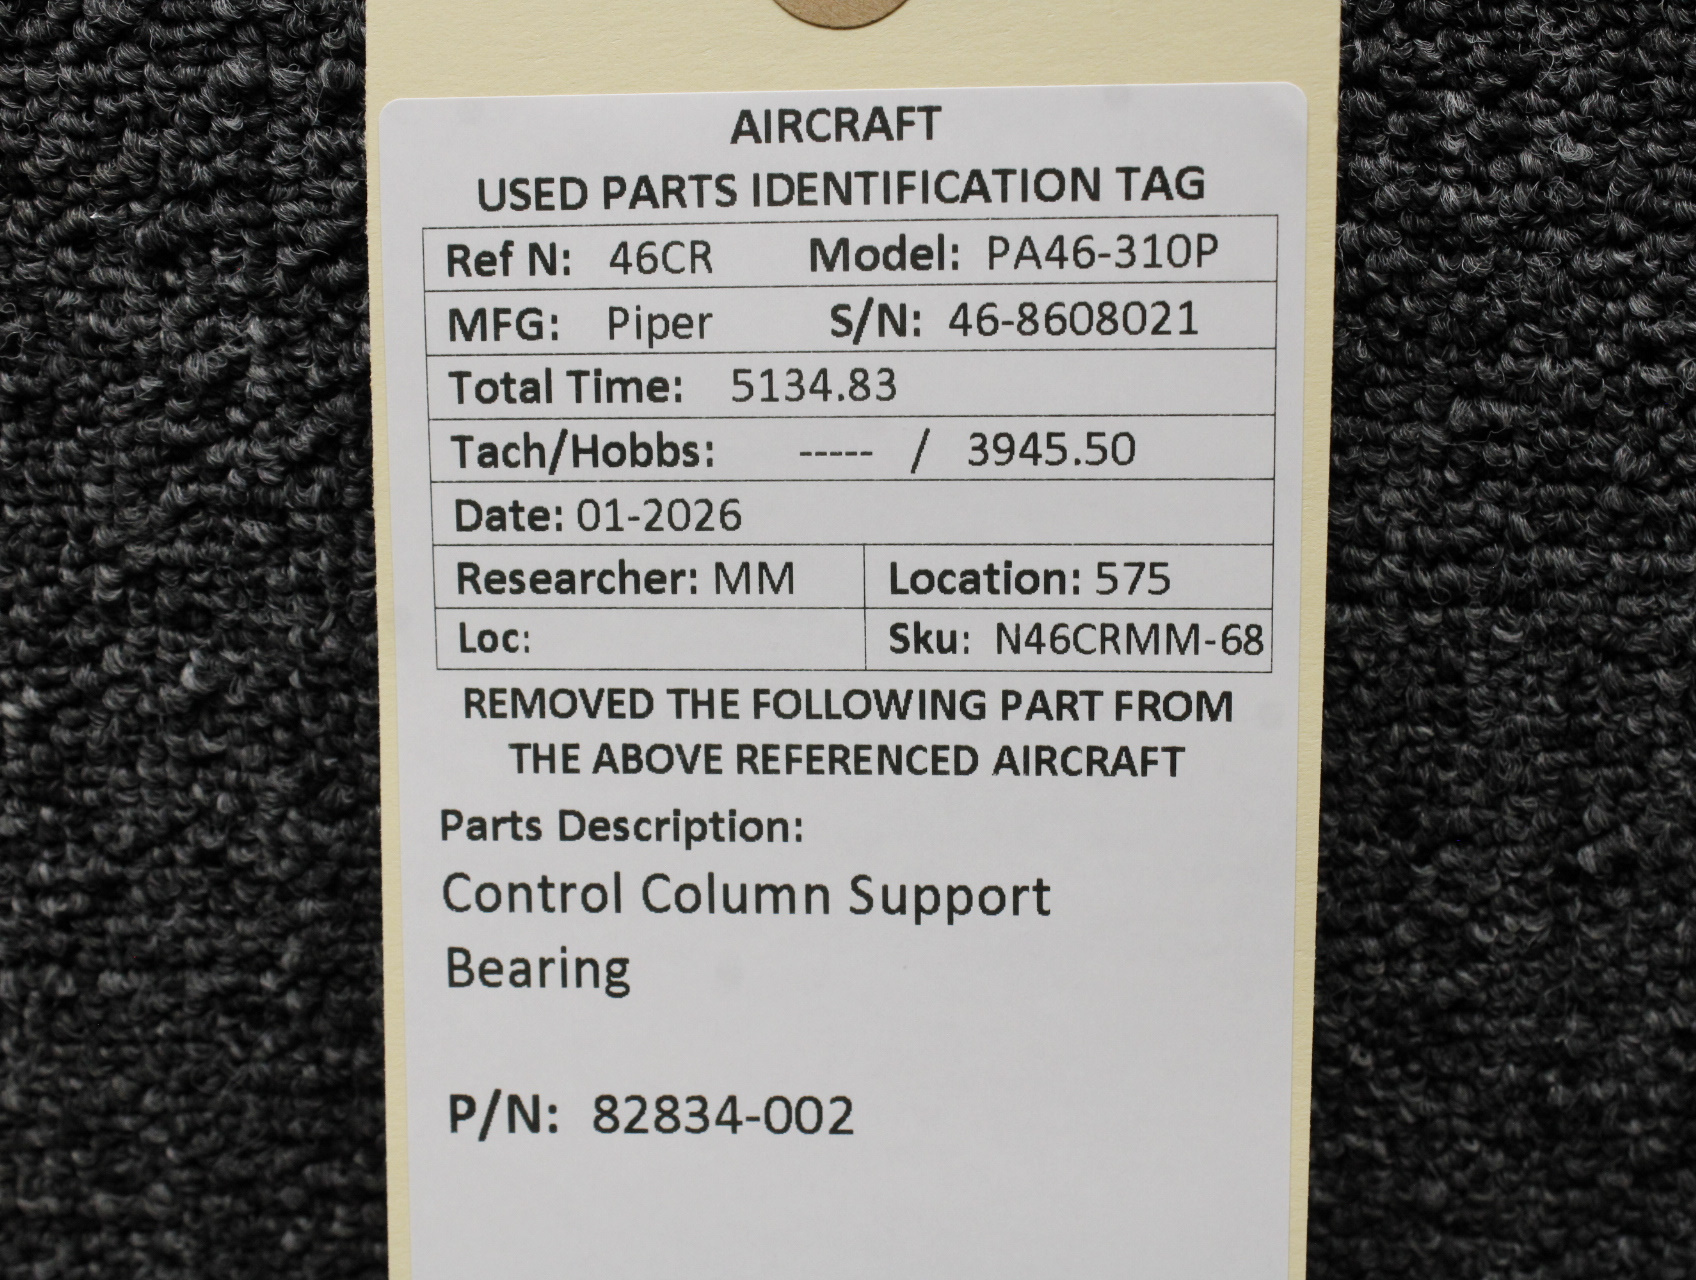 AIRCRAFT
USED PARTS IDENTIFICATION TAG
Ref N: 46CR Model: PA46-310P
MFG: Piper S/N: 46-8608021
Total Time: 5134.83
Tach/Hobbs: ----- / 3945.50
Date: 01-2026
Researcher: MM Location: 575
Loc: Sku: N46CRMM-68
REMOVED THE FOLLOWING PART FROM
THE ABOVE REFERENCED AIRCRAFT
Parts Description:
Control Column Support
Bearing
P/N: 82834-002